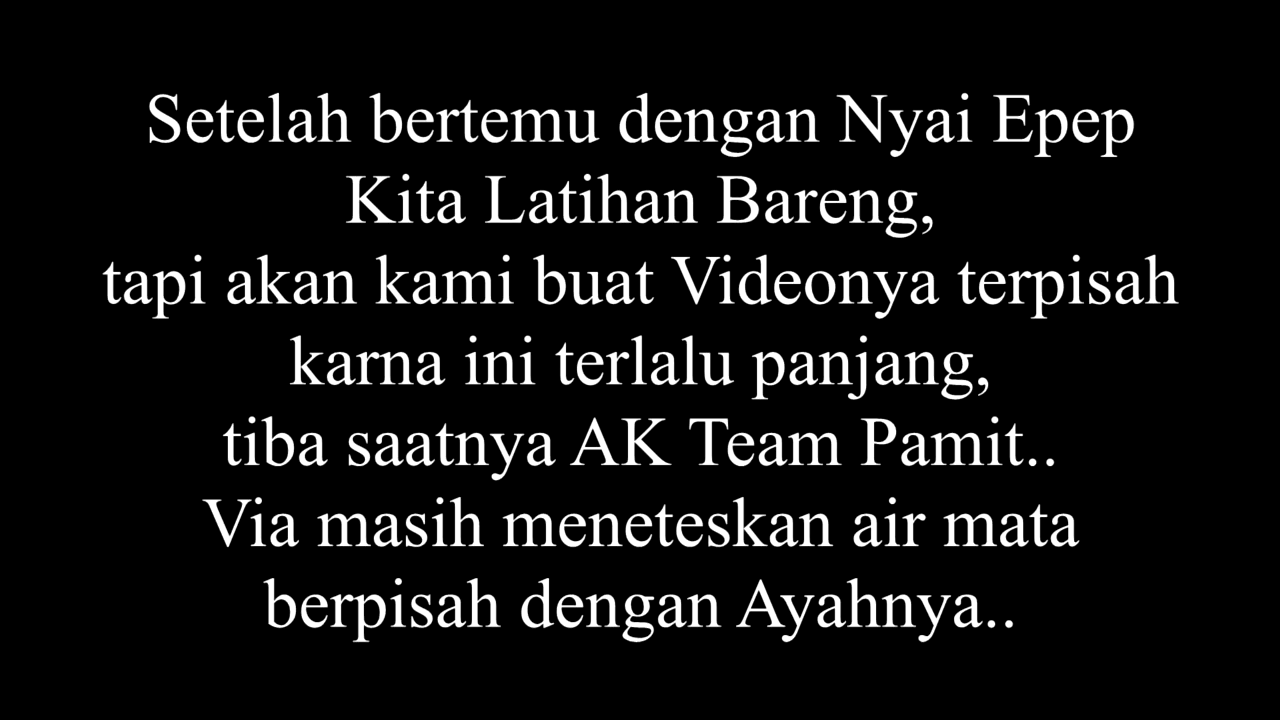 Setelah bertemu dengan Nyai Epep
Kita Latihan Bareng,
tapi akan kami buat Videonya terpisah
karna ini terlalu panjang,
tiba saatnya AK Team Pamit..
Via masih meneteskan air mata
berpisah dengan Ayahnya..